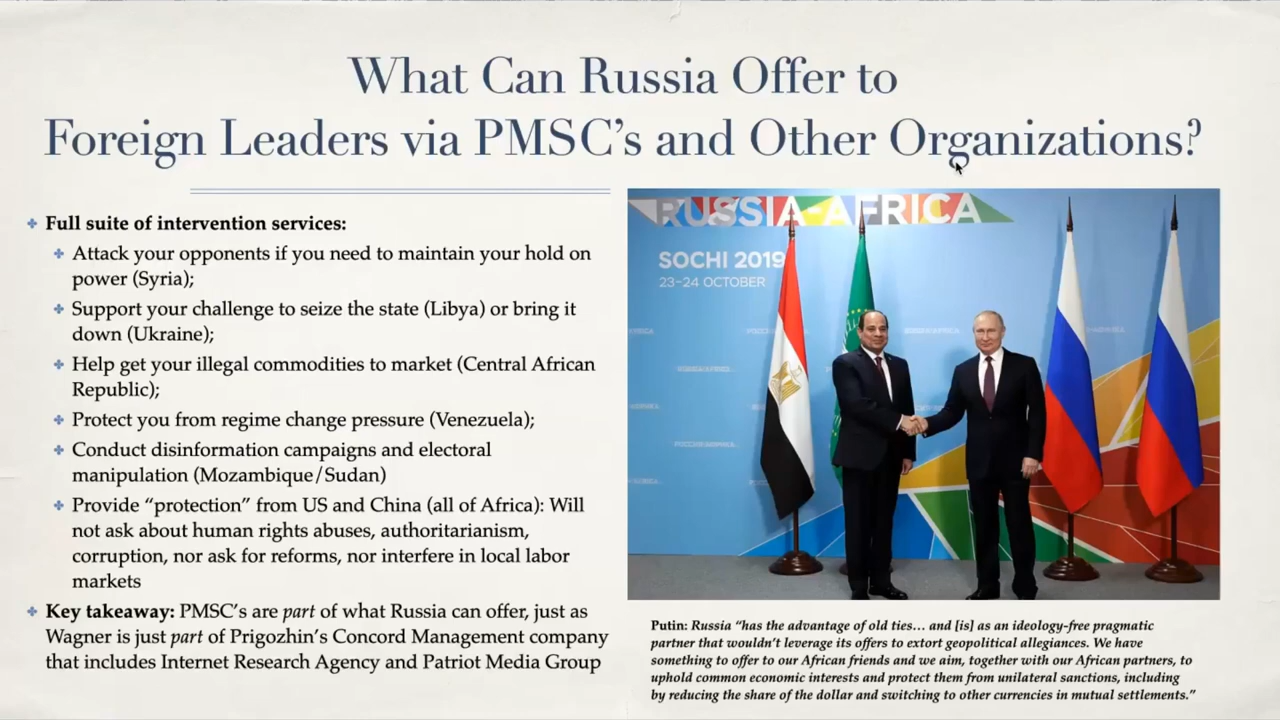 What Can Russia Offer to
Foreign Leaders via PMSC's and Other Organizations?
Full suite of intervention services:
Attack your opponents if you need to maintain your hold on
power (Syria);
Support your challenge to seize the state (Libya) or bring it
down (Ukraine);
Help get your illegal commodities to market (Central African
Republic);
Protect you from regime change pressure (Venezuela);
Conduct disinformation campaigns and electoral
manipulation (Mozambique/Sudan)
Provide “protection” from US and China (all of Africa): Will
not ask about human rights abuses, authoritarianism,
corruption, nor ask for reforms, nor interfere in local labor
markets
Key takeaway: PMSC's are part of what Russia can offer, just as
Wagner is just part of Prigozhin's Concord Management company
that includes Internet Research Agency and Patriot Media Group
RUSSIA-AFRICA
SOCHI 2019
23–24 OCTOBER
Putin: Russia “has the advantage of old ties… and [is] as an ideology-free pragmatic
partner that wouldn't leverage its offers to extort geopolitical allegiances. We have
something to offer to our African friends and we aim, together with our African partners, to
uphold common economic interests and protect them from unilateral sanctions, including
by reducing the share of the dollar and switching to other currencies in mutual settlements.”